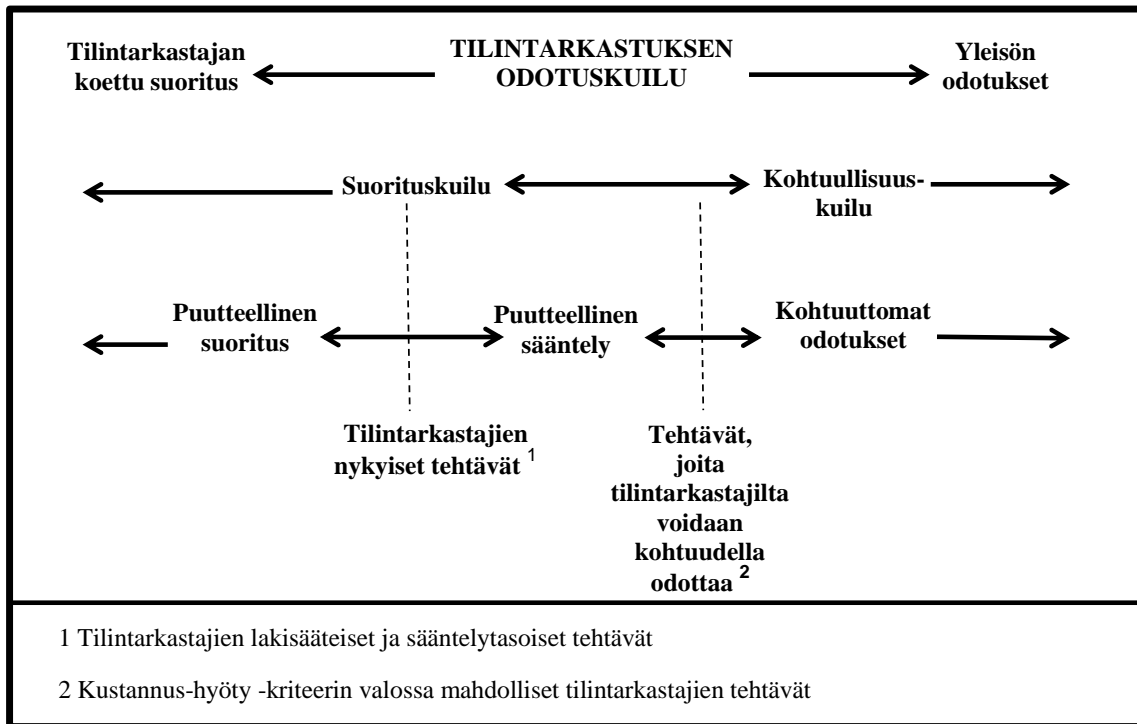 Tilintarkastajan
koettu suoritus
TILINTARKASTUKSEN
ODOTUSKUILU
Yleisön
odotukset
Suorituskuilu
Kohtuullisuus-
kuilu
Puutteellinen
suoritus
Puutteellinen
sääntely
Kohtuuttomat
odotukset
Tilintarkastajien
nykyiset tehtävät 1
Tehtävät,
joita
tilintarkastajilta
voidaan
kohtuudella
odottaa 2
1 Tilintarkastajien lakisääteiset ja sääntelytasoiset tehtävät
2 Kustannus-hyöty -kriteerin valossa mahdolliset tilintarkastajien tehtävät